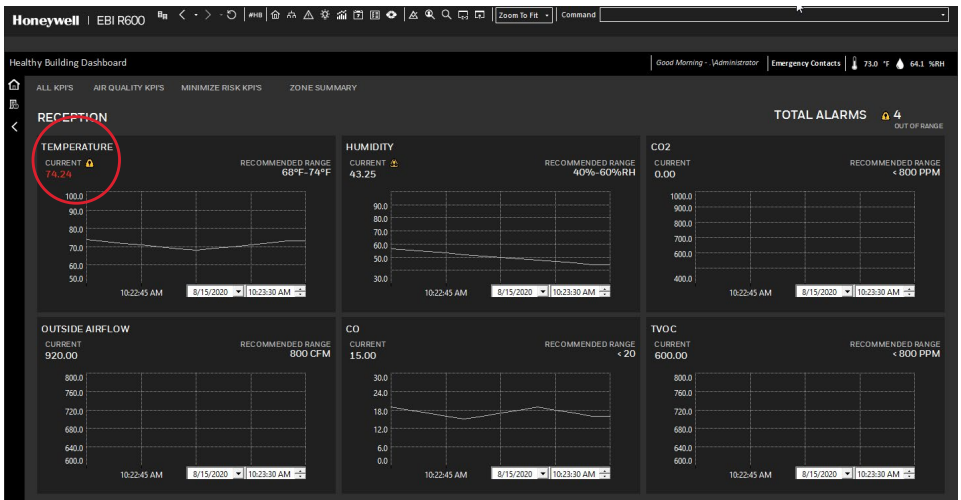 Honeywell | EBI R600 #HB Zoom To Fit Command
Healthy Building Dashboard Good Morning - .\Administrator Emergency Contacts 73.0 °F 64.1 %RH
ALL KPI'S AIR QUALITY KPI'S MINIMIZE RISK KPI'S ZONE SUMMARY
RECEPTION TOTAL ALARMS 4
OUT OF RANGE
TEMPERATURE
CURRENT RECOMMENDED RANGE
74.24 68°F-74°F
100.0
90.0
80.0
70.0
60.0
50.0
10:22:45 AM 8/15/2020 10:23:30 AM
HUMIDITY
CURRENT RECOMMENDED RANGE
43.25 40%-60%RH
90.0
80.0
70.0
60.0
50.0
30.0
10:22:45 AM 8/15/2020 10:23:30 AM
CO2
CURRENT RECOMMENDED RANGE
0.00 < 800 PPM
1000.0
900.0
800.0
700.0
600.0
400.0
10:22:45 AM 8/15/2020 10:23:30 AM
OUTSIDE AIRFLOW
CURRENT RECOMMENDED RANGE
920.00 800 CFM
800.0
760.0
720.0
680.0
640.0
600.0
10:22:45 AM 8/15/2020 10:23:30 AM
CO
CURRENT RECOMMENDED RANGE
15.00 < 20
30.0
24.0
18.0
12.0
6.0
0.0
10:22:45 AM 8/15/2020 10:23:30 AM
TVOC
CURRENT RECOMMENDED RANGE
600.00 < 800 PPM
800.0
760.0
720.0
680.0
640.0
600.0
10:22:45 AM 8/15/2020 10:23:30 AM